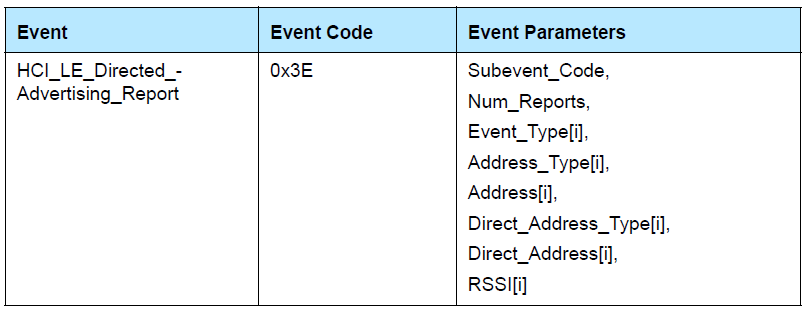 Event Event Code Event Parameters
HCI_LE_Directed_- 0x3E Subevent_Code,
Advertising_Report
Num_Reports,
Event_Type[i],
Address_Type[i],
Address[i],
Direct_Address_Type[i],
Direct_Address[i],
RSSI[i]